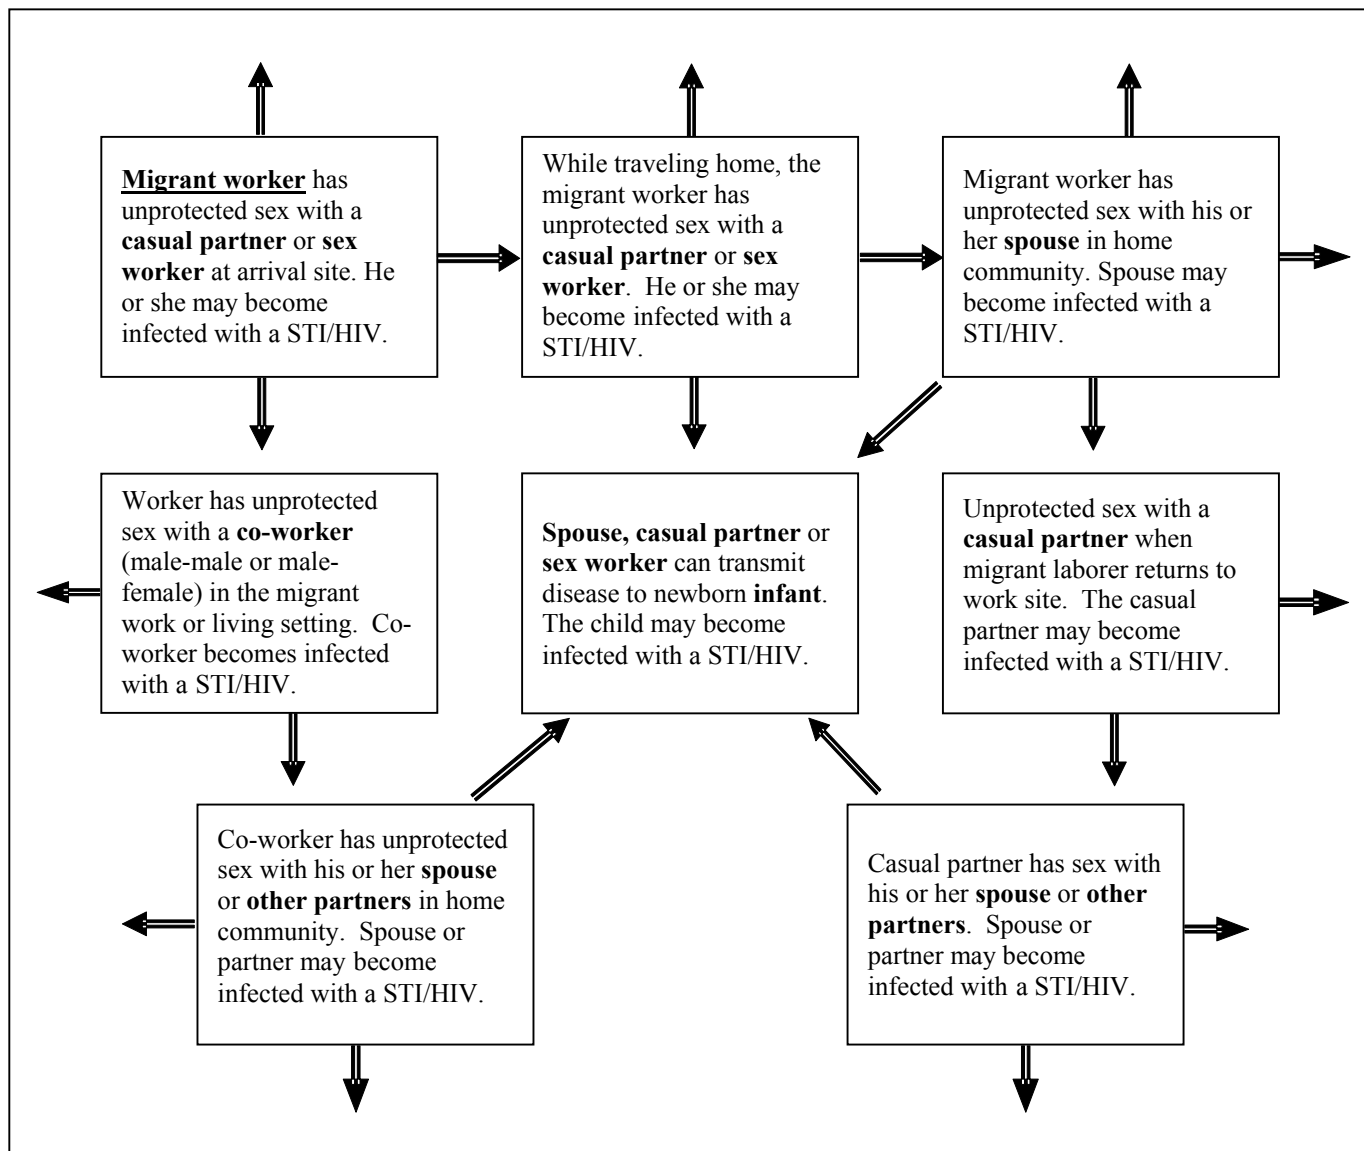 Migrant worker has
unprotected sex with a
casual partner or sex
worker at arrival site. He
or she may become
infected with a STI/HIV.
While traveling home, the
migrant worker has
unprotected sex with a
casual partner or sex
worker.  He or she may
become infected with a
STI/HIV.
Migrant worker has
unprotected sex with his or
her spouse in home
community. Spouse may
become infected with a
STI/HIV.
Worker has unprotected
sex with a co-worker
(male-male or male-
female) in the migrant
work or living setting.  Co-
worker becomes infected
with a STI/HIV.
Spouse, casual partner or
sex worker can transmit
disease to newborn infant.
The child may become
infected with a STI/HIV.
Unprotected sex with a
casual partner when
migrant laborer returns to
work site.  The casual
partner may become
infected with a STI/HIV.
Co-worker has unprotected
sex with his or her spouse
or other partners in home
community.  Spouse or
partner may become
infected with a STI/HIV.
Casual partner has sex with
his or her spouse or other
partners.  Spouse or
partner may become
infected with a STI/HIV.